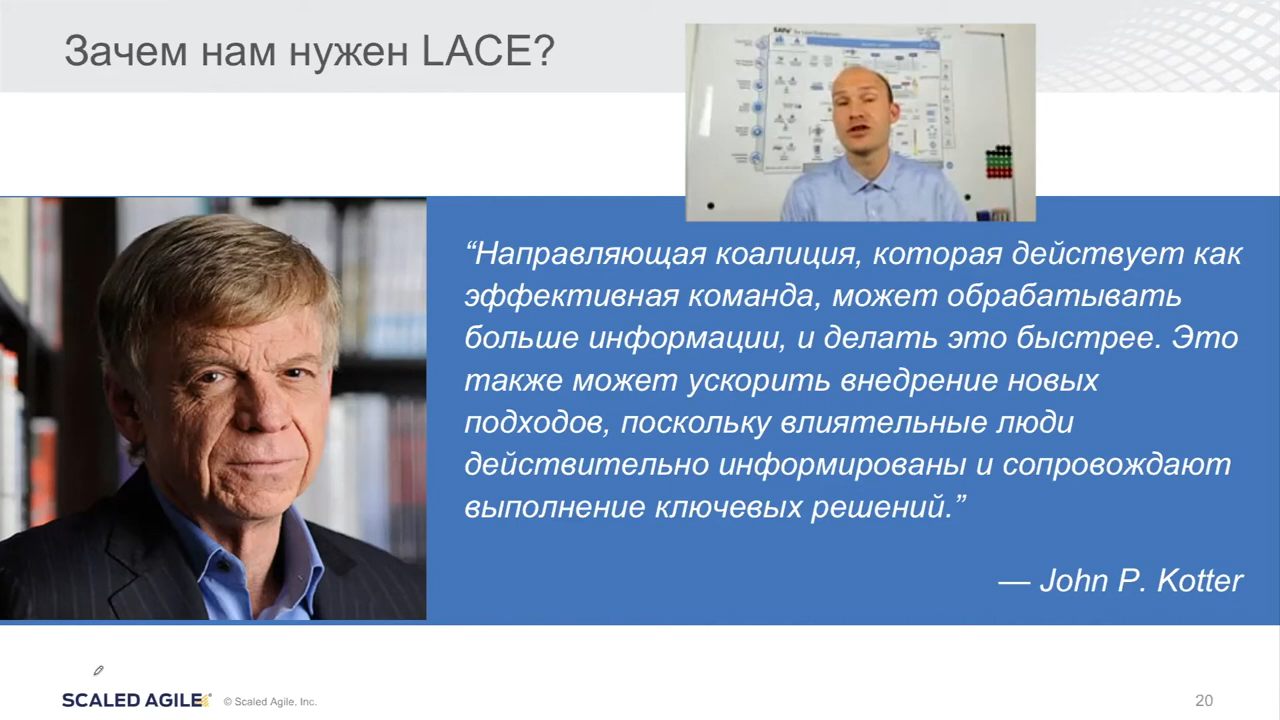 Зачем нам нужен LACE?
SAFe
“Направляющая коалиция, которая действует как
эффективная команда, может обрабатывать
больше информации, и делать это быстрее. Это
также может ускорить внедрение новых
подходов, поскольку влиятельные люди
действительно информированы и сопровождают
выполнение ключевых решений.”
— John P. Kotter
SCALED AGILE
© Scaled Agile, Inc.
20